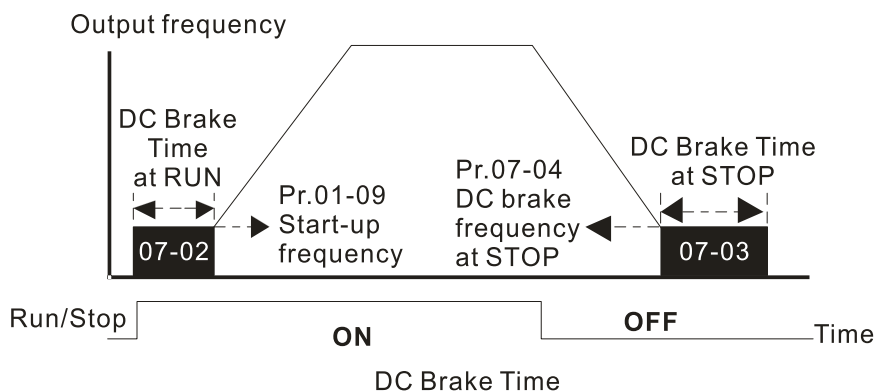 Output frequency
DC Brake
Time
at RUN
Pr.01-09
Start-up
frequency
Pr.07-04
DC brake
frequency
at STOP
DC Brake Time
at STOP
07-02
07-03
Run/Stop
ON
OFF
Time
DC Brake Time